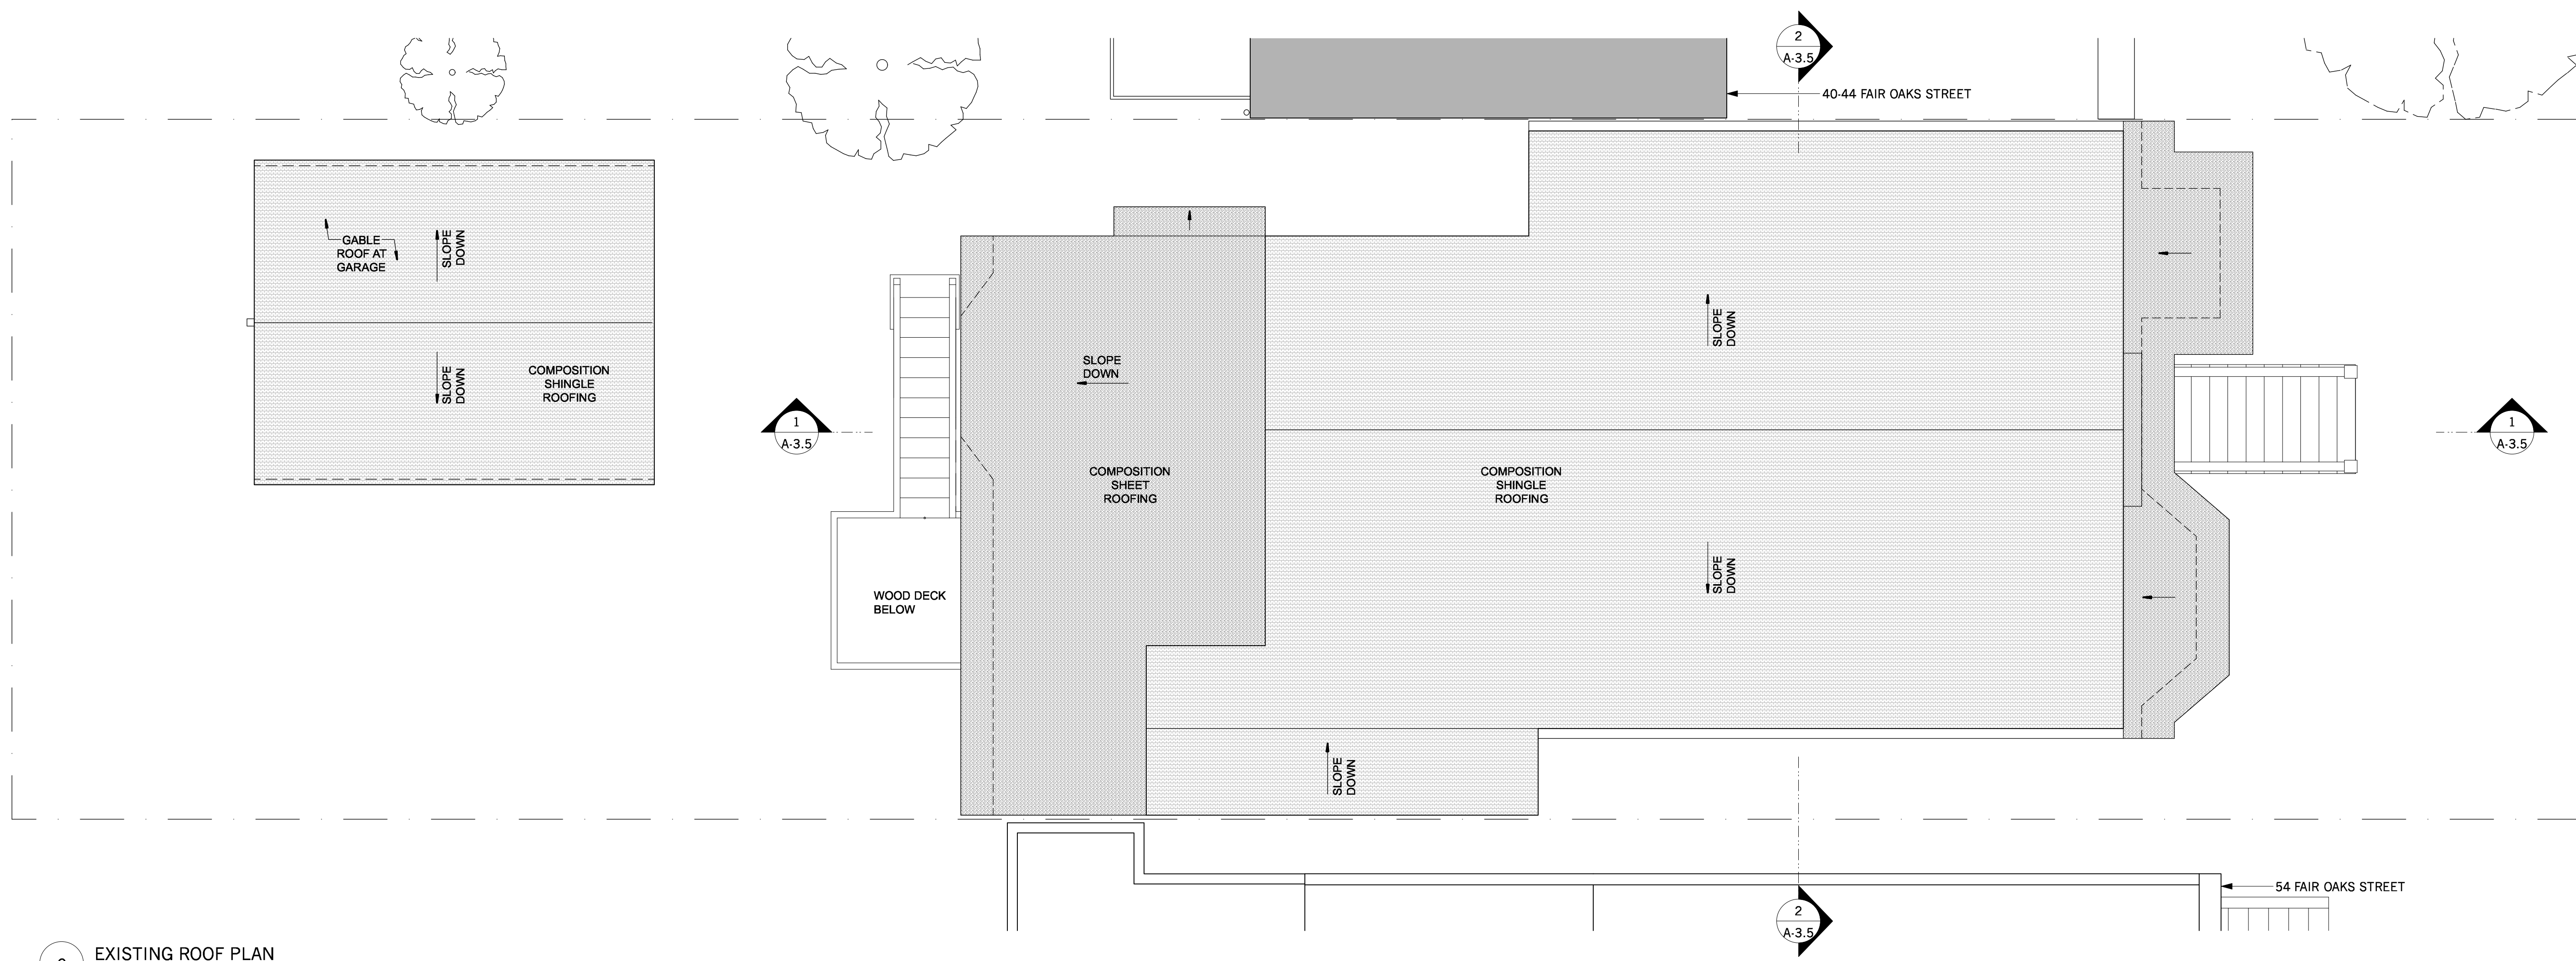 2
A-3.5
40-44 FAIR OAKS STREET
GABLE
ROOF AT
GARAGE
SLOPE
DOWN
SLOPE
DOWN
COMPOSITION
SHINGLE
ROOFING
1
A-3.5
SLOPE
DOWN
COMPOSITION
SHEET
ROOFING
WOOD DECK
BELOW
SLOPE
DOWN
COMPOSITION
SHINGLE
ROOFING
SLOPE
DOWN
SLOPE
DOWN
1
A-3.5
54 FAIR OAKS STREET
2
A-3.5
EXISTING ROOF PLAN